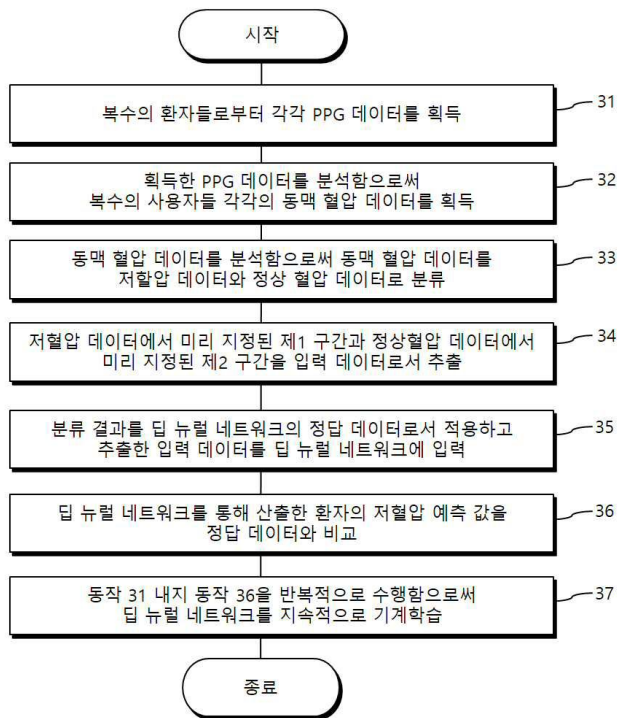 시작
복수의 환자들로부터 각각 PPG 데이터를 획득
31
획득한 PPG 데이터를 분석함으로써
복수의 사용자들 각각의 동맥 혈압 데이터를 획득
32
동맥 혈압 데이터를 분석함으로써 동맥 혈압 데이터를
저할압 데이터와 정상 혈압 데이터로 분류
33
저혈압 데이터에서 미리 지정된 제1 구간과 정상혈압 데이터에서
미리 지정된 제2 구간을 입력 데이터로서 추출
34
분류 결과를 딥 뉴럴 네트워크의 정답 데이터로서 적용하고
추출한 입력 데이터를 딥 뉴럴 네트워크에 입력
35
딥 뉴럴 네트워크를 통해 산출한 환자의 저혈압 예측 값을
정답 데이터와 비교
36
동작 31 내지 동작 36을 반복적으로 수행함으로써
딥 뉴럴 네트워크를 지속적으로 기계학습
37
종료